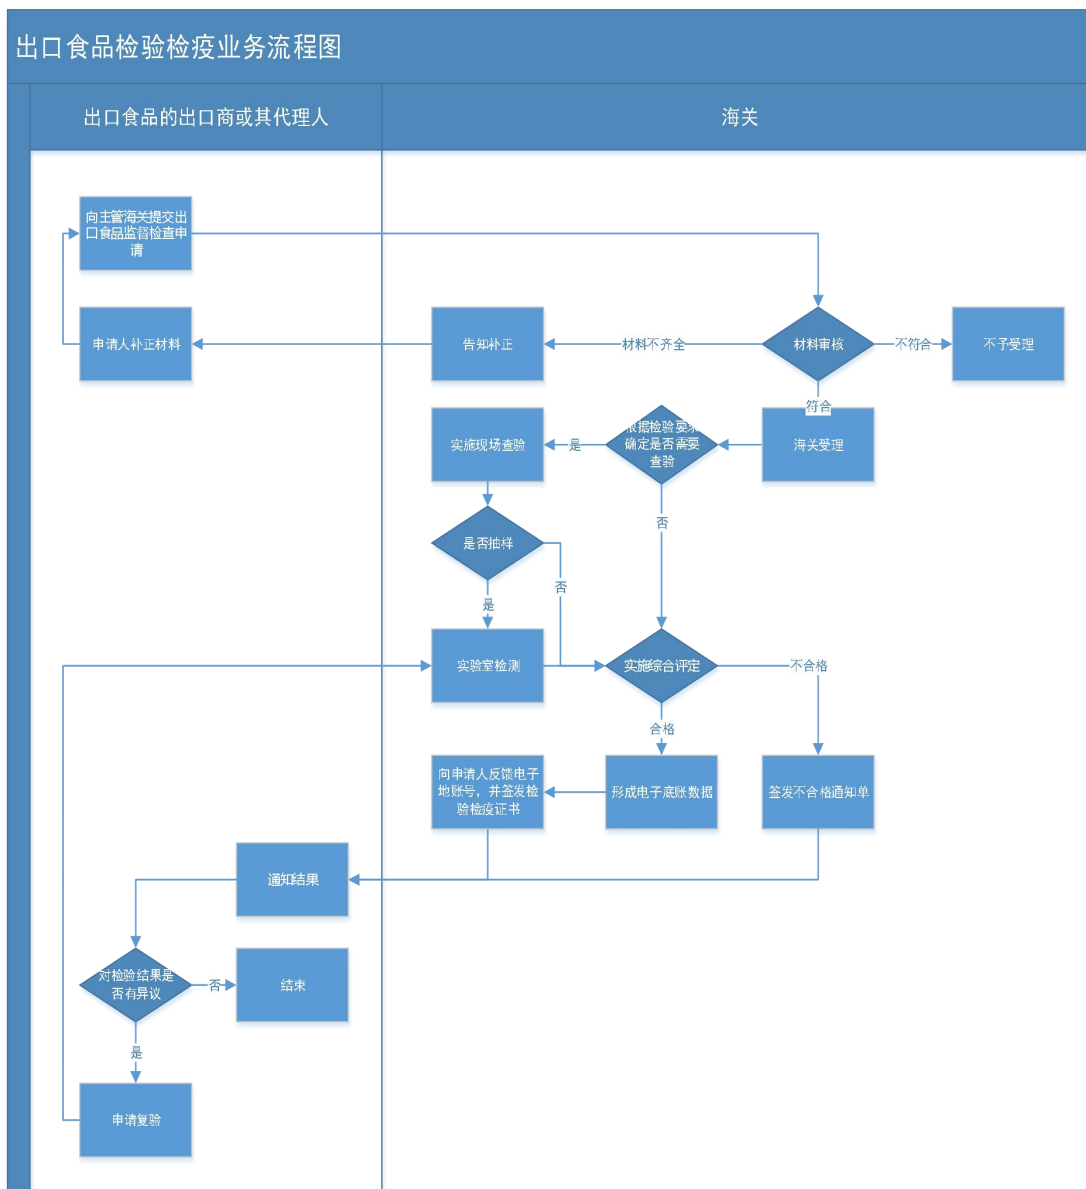 出口食品检验检疫业务流程图
出口食品的出口商或其代理人
海关
向主管海关提交出
口食品监督检查申
请
申请人补正材料
告知补正
材料不齐全
材料审核
不符合
不予受理
符合
实施现场查验
是
根据检验要求
确定是否需要
查验
海关受理
否
是否抽样
否
是
实验室检测
实施综合评定
不合格
合格
向申请人反馈电子
地账号，并签发检
验检疫证书
形成电子底账数据
签发不合格通知单
通知结果
对检验结果是
否有异议
否
结束
是
申请复验